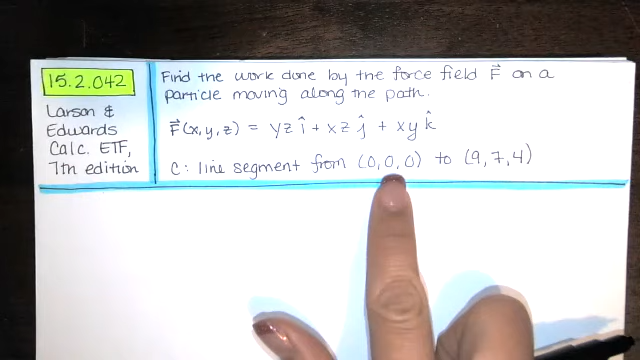 15.2.042
Larson &
Edwards
Calc. ETF,
7th edition
Find the work done by the force field F⃗ on a
particle moving along the path.
F⃗(x, y, z) = yz î + xz ĵ + xy k̂
C: line segment from (0,0,0) to (9,7,4)